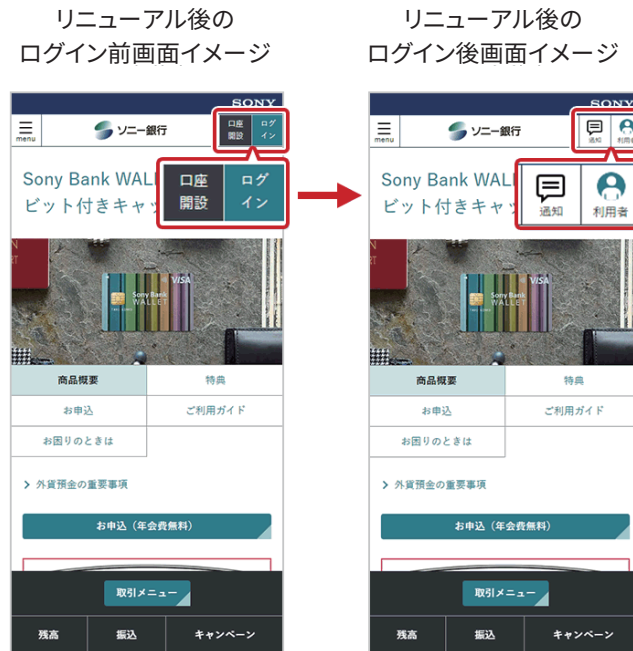 リニューアル後の
ログイン前画面イメージ
SONY
menu
ソニー銀行
口座
開設
ログ
イン
Sony Bank WAL
ビット付きキャッ
口座
開設
ログ
イン
VISA
Sony Bank
WALLET
商品概要
特典
お申込
ご利用ガイド
お困りのときは
外貨預金の重要事項
お申込（年会費無料）
取引メニュー
残高
振込
キャンペーン
リニューアル後の
ログイン後画面イメージ
SONY
menu
ソニー銀行
通知
利用者
Sony Bank WAL
ビット付きキャッ
通知
利用者
VISA
Sony Bank
WALLET
商品概要
特典
お申込
ご利用ガイド
お困りのときは
外貨預金の重要事項
お申込（年会費無料）
取引メニュー
残高
振込
キャンペーン